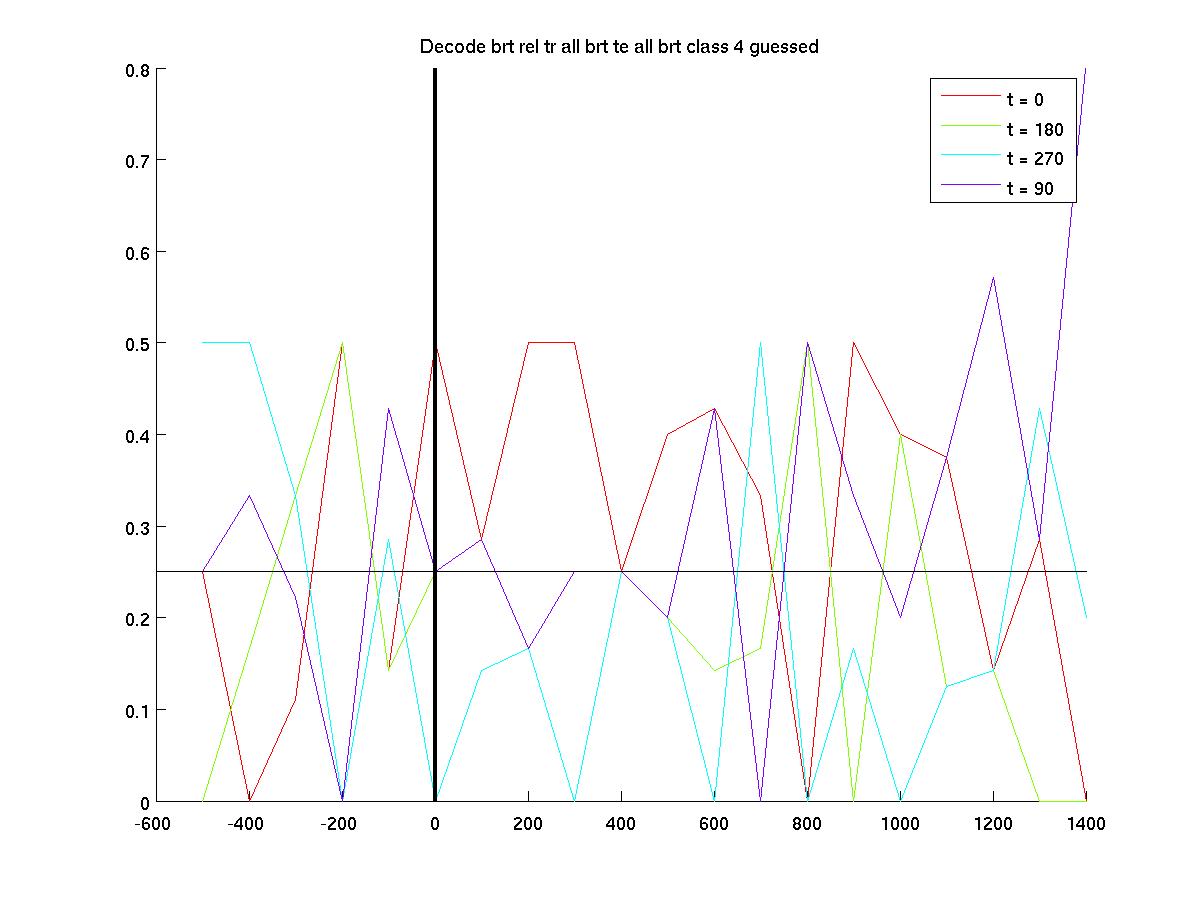 Decode brt rel tr all brt te all brt class 4 guessed
0.8
0.7
0.6
0.5
0.4
0.3
0.2
0.1
0
-600 -400 -200 0 200 400 600 800 1000 1200 1400
t = 0
t = 180
t = 270
t = 90